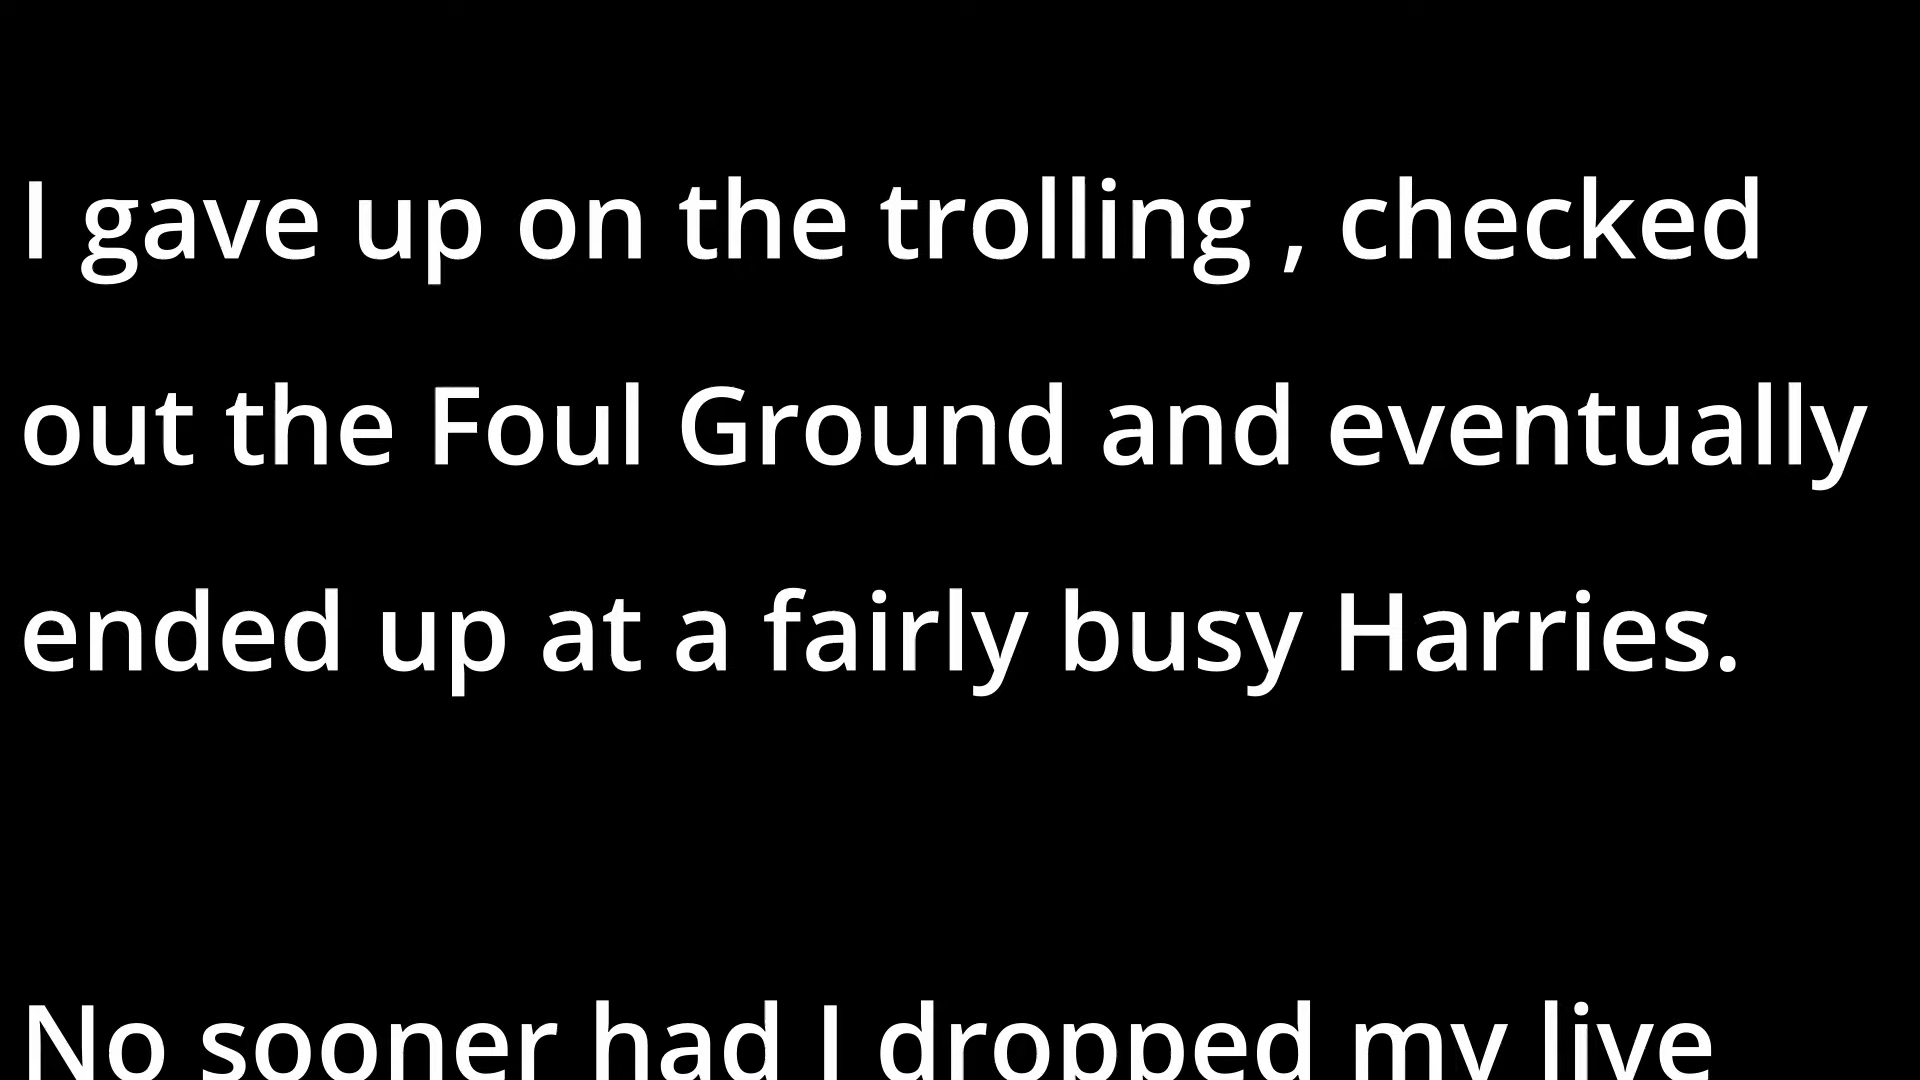 I gave up on the trolling , checked
out the Foul Ground and eventually
ended up at a fairly busy Harries.
No sooner had I dropped my live